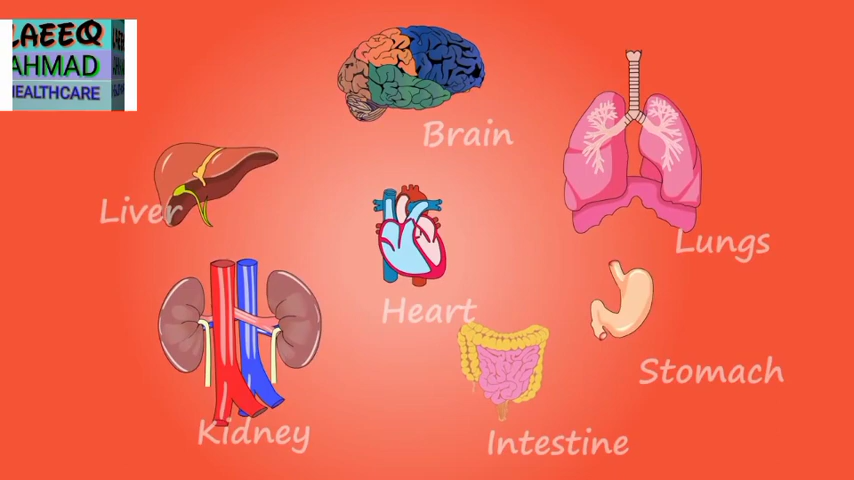 LAEEQ
AHMAD
HEALTHCARE
Brain
Liver
Lungs
Heart
Stomach
Kidney
Intestine